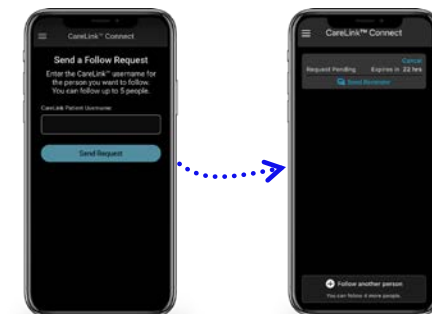 CareLink™ Connect
Send a Follow Request
Enter the CareLink™ username for
the person you want to follow.
You can follow up to 5 people.
CareLink Patient Username
Send Request
CareLink™ Connect
Cancel
Request Pending Expires in 22 hrs
Send Reminder
Follow another person
You can follow 4 more people.